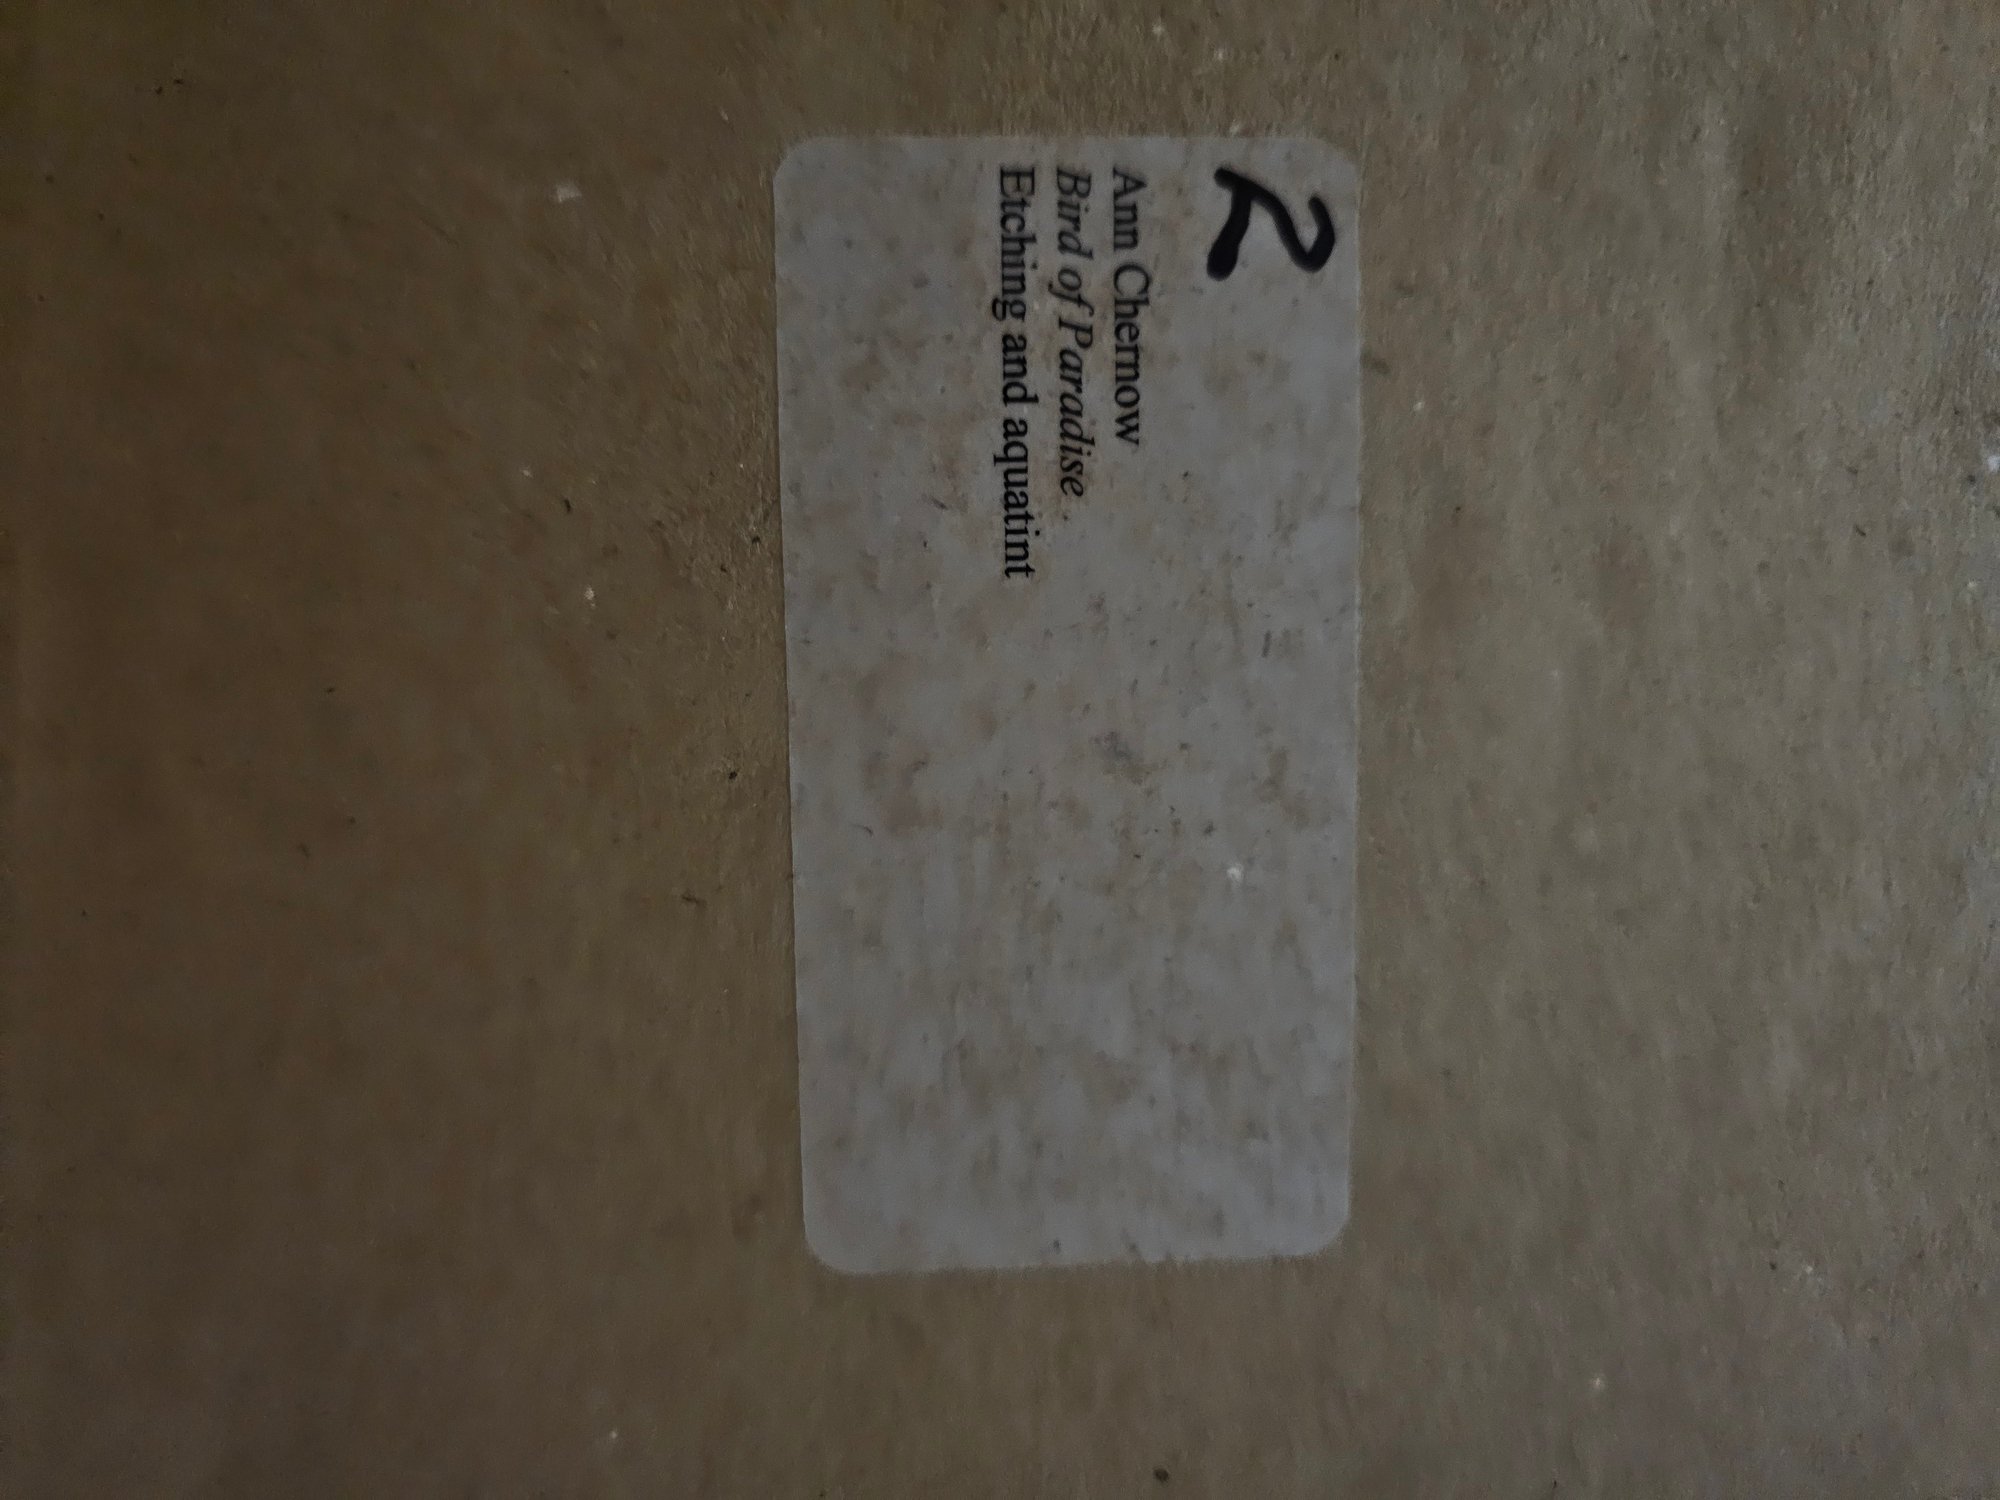 2
Ann Chernow
Bird of Paradise
Etching and aquatint